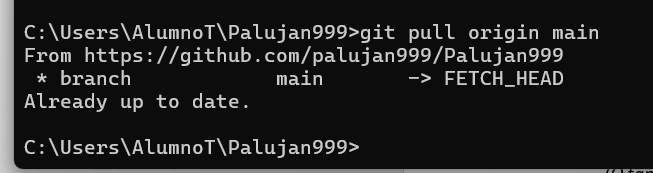 C:\Users\AlumnoT\Palujan999>git pull origin main
From https://github.com/palujan999/Palujan999
 * branch            main       -> FETCH_HEAD
Already up to date.
C:\Users\AlumnoT\Palujan999>